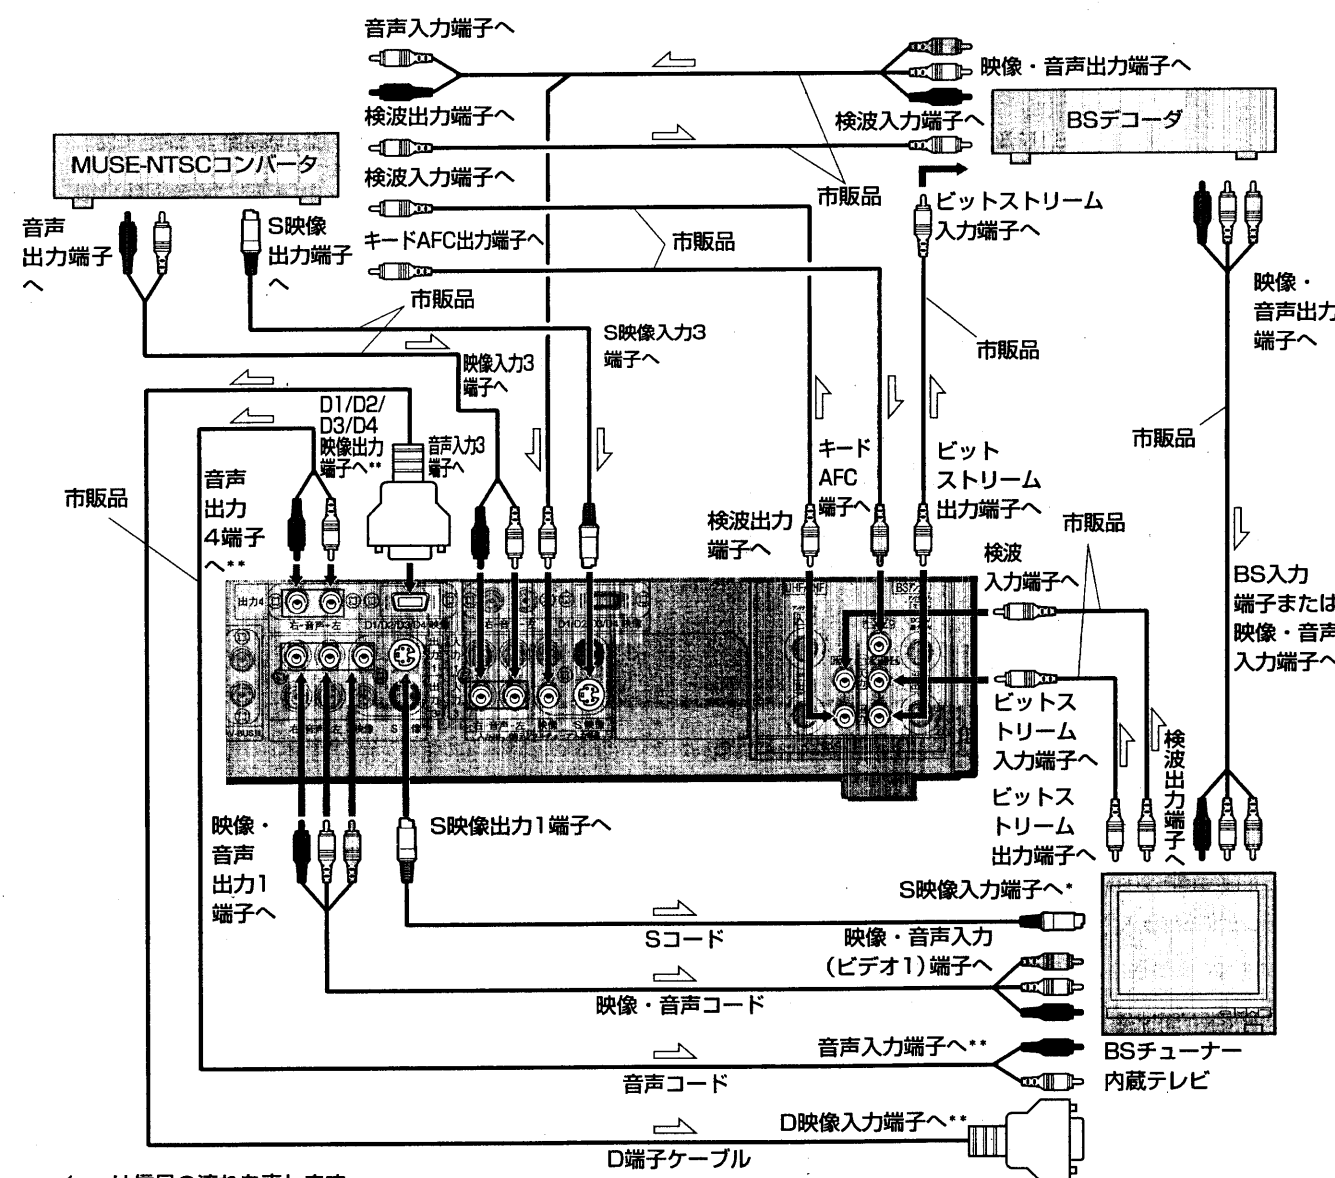 音声入力端子へ
映像・音声出力端子へ
検波出力端子へ
検波入力端子へ
BSデコーダ
MUSE-NTSCコンバータ
検波入力端子へ
市販品
ビットストリーム
入力端子へ
音声
出力端子
へ
S映像
出力端子
へ
キードAFC出力端子へ
市販品
映像・
音声出力
端子へ
市販品
S映像入力3
端子へ
市販品
映像入力3
端子へ
D1/D2/
D3/D4
映像出力
端子へ**
音声入力3
端子へ
市販品
音声
出力
4端子
へ**
市販品
キード
AFC
端子へ
ビット
ストリーム
出力端子へ
検波出力
端子へ
市販品
検波
入力端子へ
BS入力
端子または
映像・音声
入力端子へ
出力4
右-音声-左
D1/D2/D3/D4映像
ビットス
トリーム
入力端子へ
検波出力端子へ
ビットス
トリーム
出力端子へ
映像・
音声
出力1
端子へ
S映像出力1端子へ
S映像入力端子へ*
Sコード
映像・音声入力
(ビデオ1)端子へ
映像・音声コード
音声入力端子へ**
音声コード
BSチューナー
内蔵テレビ
D映像入力端子へ**
D端子ケーブル